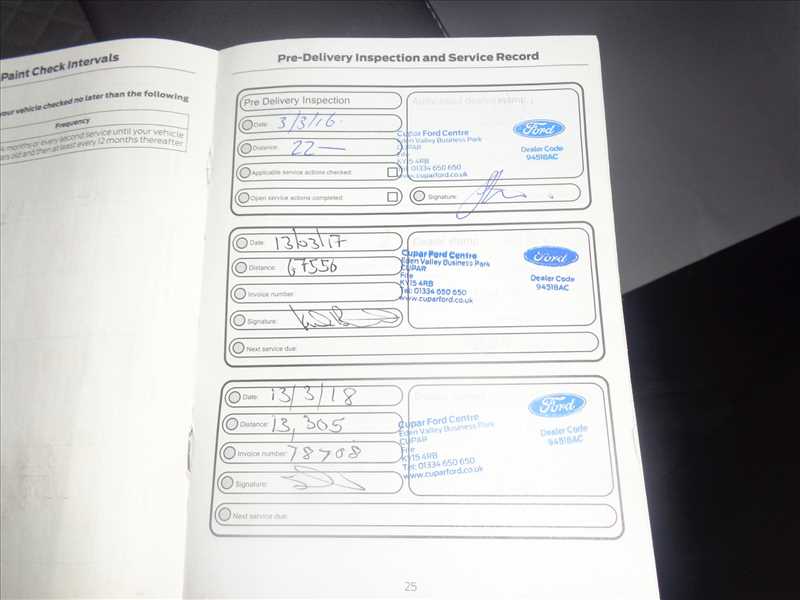 Paint Check Intervals
your vehicle checked no later than the following
Frequency
months or every second service until your vehicle
old and then at least every 12 months thereafter
Pre-Delivery Inspection and Service Record
Pre Delivery Inspection
Date: 3/3/16.
Distance: 22—
Applicable service actions checked:
Open service actions completed:
Cupar Ford Centre
Eden Valley Business Park
CUPAR
Fife
KY15 4RB
Tel: 01334 650 650
www.cuparford.co.uk
Ford
Dealer Code
94518AC
Signature:
Date: 13/03/17
Distance: 67556
Invoice number:
Signature:
Next service due:
Cupar Ford Centre
Eden Valley Business Park
CUPAR
Fife
KY15 4RB
Tel: 01334 650 650
www.cuparford.co.uk
Ford
Dealer Code
94518AC
Date: 13/3/18
Distance: 13,305
Invoice number: 78708
Signature:
Next service due:
Cupar Ford Centre
Eden Valley Business Park
CUPAR
Fife
KY15 4RB
Tel: 01334 650 650
www.cuparford.co.uk
Ford
Dealer Code
94518AC
25